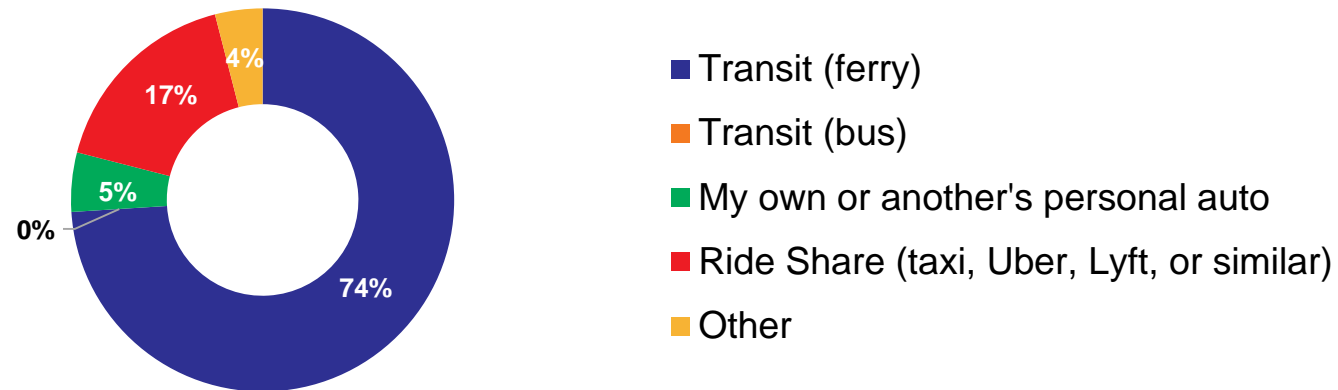 4%
17%
5%
0%
74%
Transit (ferry)
Transit (bus)
My own or another's personal auto
Ride Share (taxi, Uber, Lyft, or similar)
Other